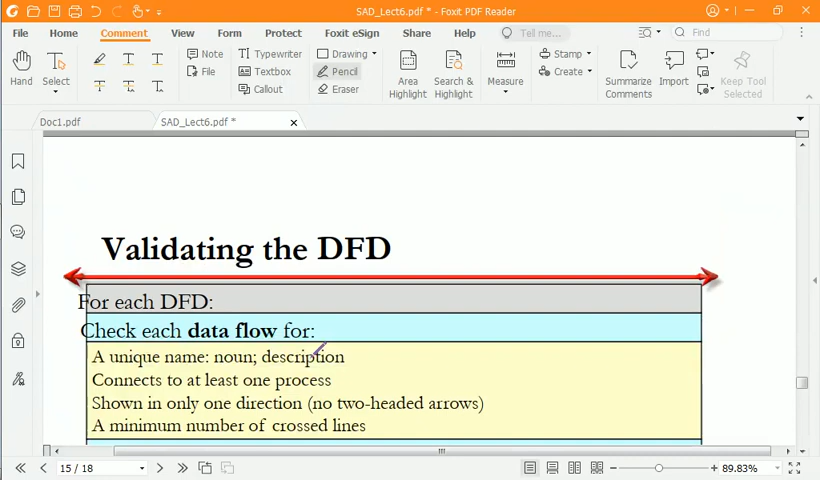 SAD_Lect6.pdf * - Foxit PDF Reader
File Home Comment View Form Protect Foxit eSign Share Help Tell me... Find
Note Typewriter Drawing Stamp
File Textbox Pencil Create
Callout Eraser
Hand Select Area Highlight Search & Highlight Measure Summarize Comments Import Keep Tool Selected
Doc1.pdf SAD_Lect6.pdf *
Validating the DFD
For each DFD:
Check each data flow for:
A unique name: noun; description
Connects to at least one process
Shown in only one direction (no two-headed arrows)
A minimum number of crossed lines
15 / 18 89.83%